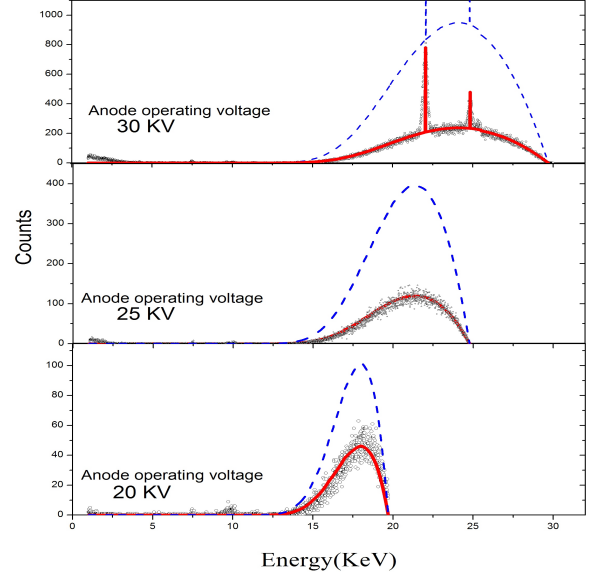 1000
800
600
400
200
0
Anode operating voltage
30 KV
400
300
200
100
0
Anode operating voltage
25 KV
Counts
100
80
60
40
20
0
Anode operating voltage
20 KV
0 5 10 15 20 25 30
Energy(KeV)